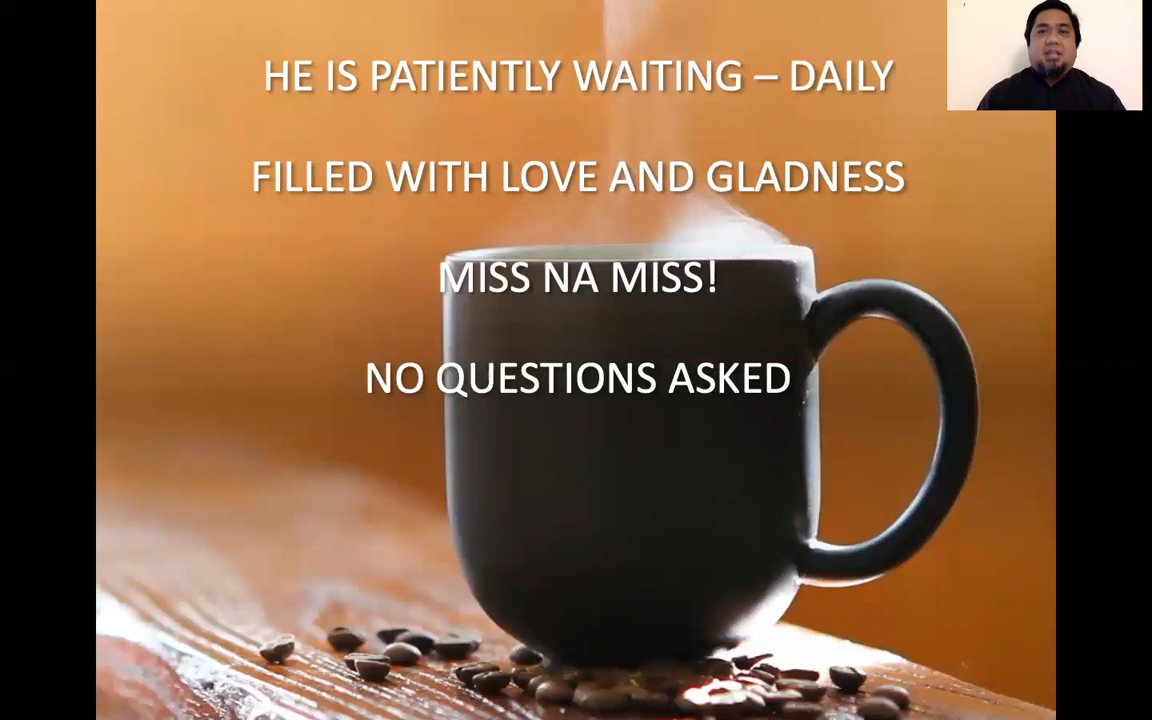 HE IS PATIENTLY WAITING – DAILY
FILLED WITH LOVE AND GLADNESS
MISS NA MISS!
NO QUESTIONS ASKED